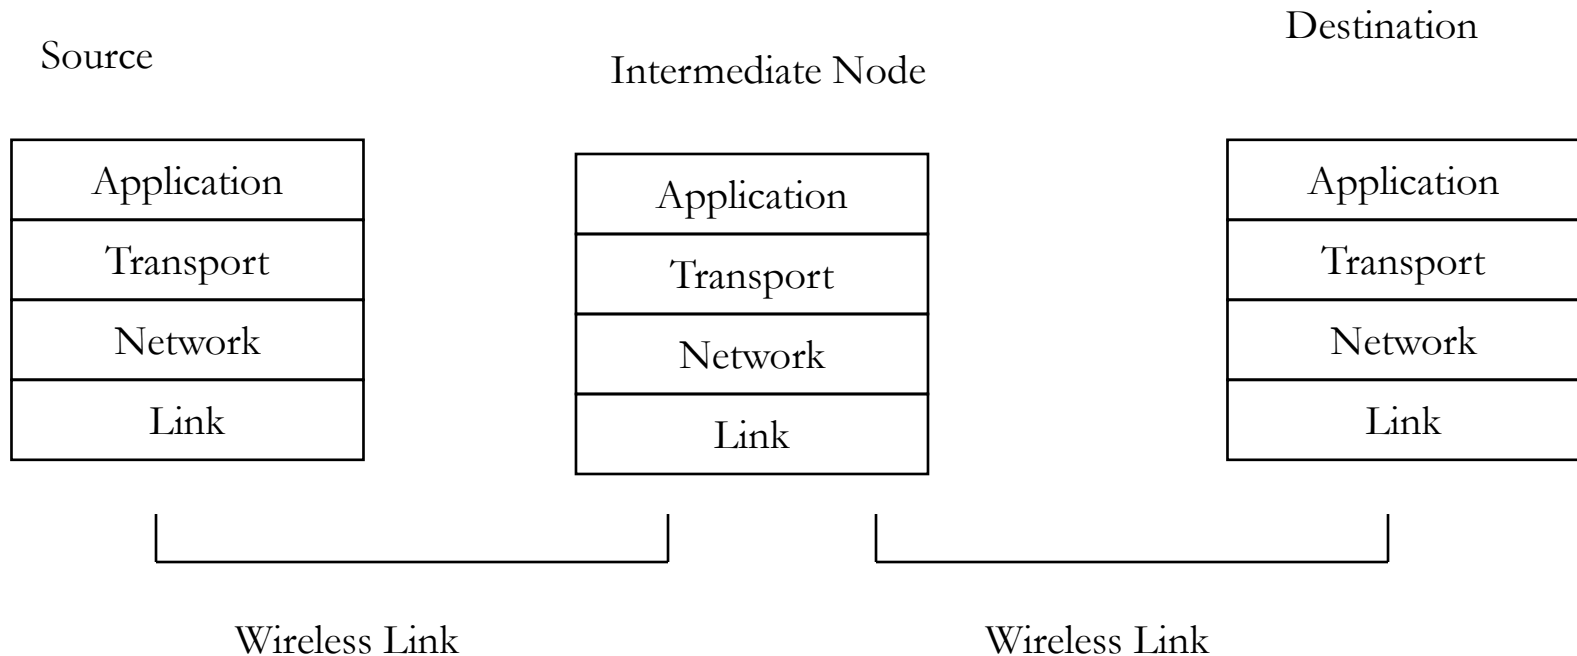 Source
Intermediate Node
Destination
Application
Transport
Network
Link
Application
Transport
Network
Link
Application
Transport
Network
Link
Wireless Link
Wireless Link